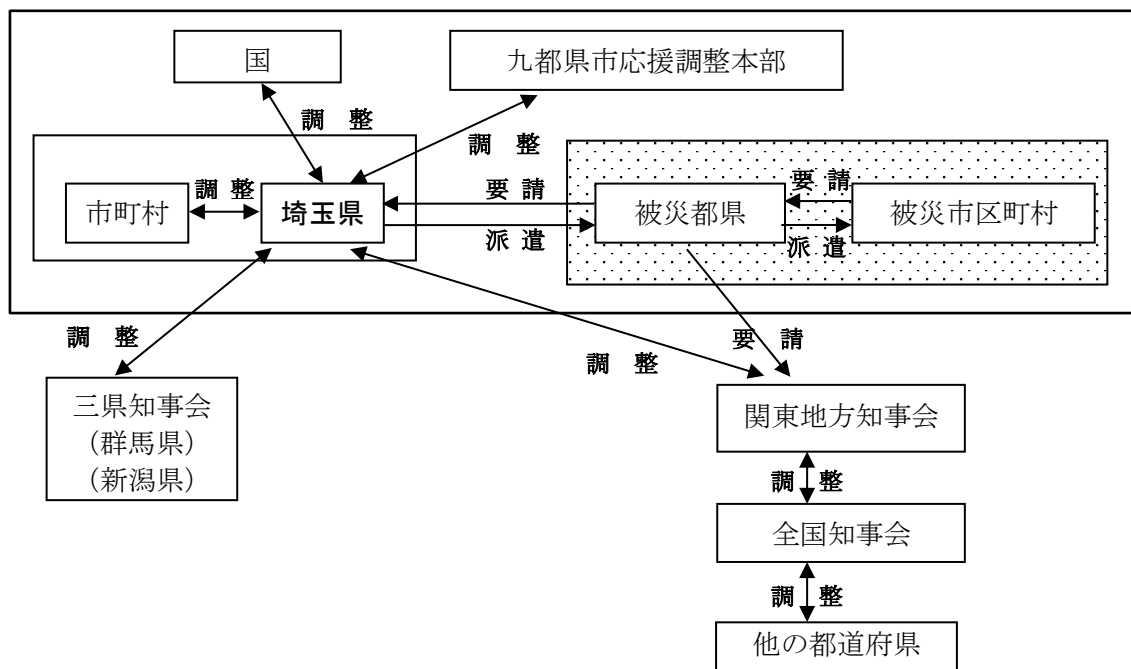 国
九都県市応援調整本部
調 整
調 整
市町村
調 整
埼玉県
要 請
派 遣
被災都県
要 請
派 遣
被災市区町村
調 整
調 整
要 請
三県知事会
(群馬県)
(新潟県)
関東地方知事会
調 整
全国知事会
調 整
他の都道府県